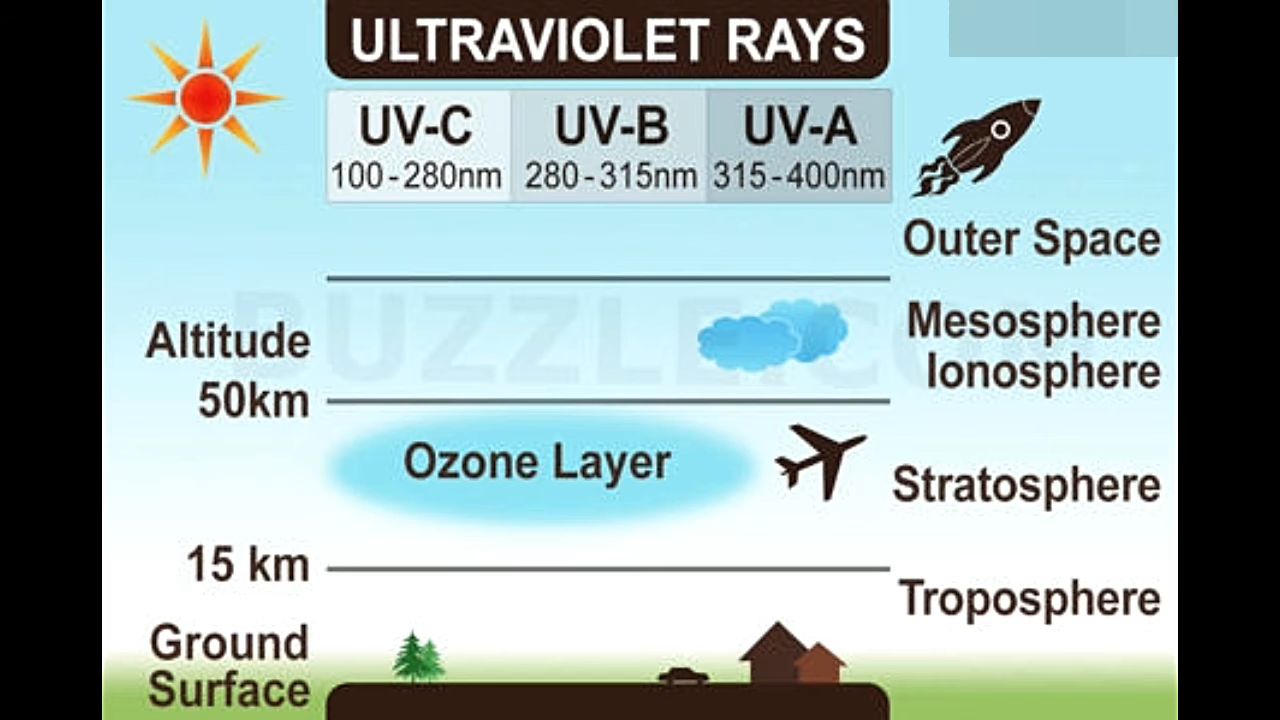 ULTRAVIOLET RAYS
UV-C
100-280nm
UV-B
280-315nm
UV-A
315-400nm
Outer Space
Mesosphere
Ionosphere
Altitude
50km
Ozone Layer
Stratosphere
15 km
Troposphere
Ground
Surface